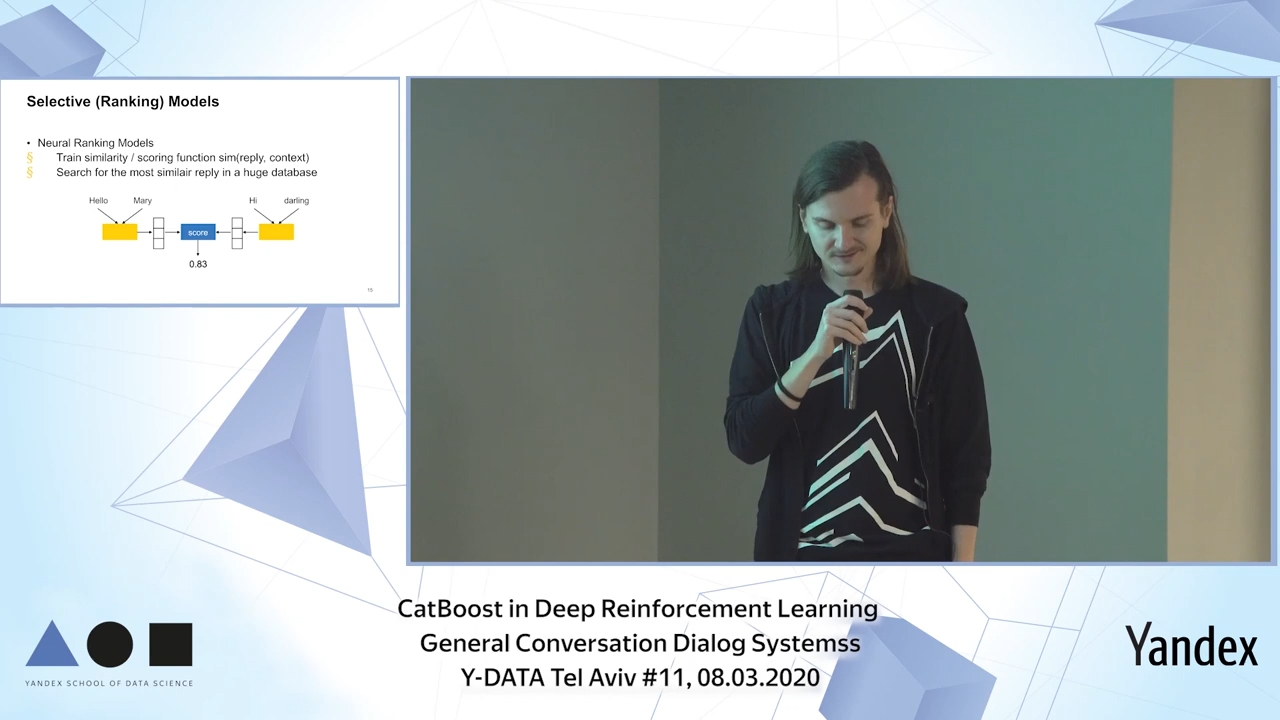 Selective (Ranking) Models
• Neural Ranking Models
§ Train similarity / scoring function sim(reply, context)
§ Search for the most similair reply in a huge database
Hello Mary Hi darling
score
0.83
CatBoost in Deep Reinforcement Learning
General Conversation Dialog Systemss
Y-DATA Tel Aviv #11, 08.03.2020
YANDEX SCHOOL OF DATA SCIENCE
Yandex